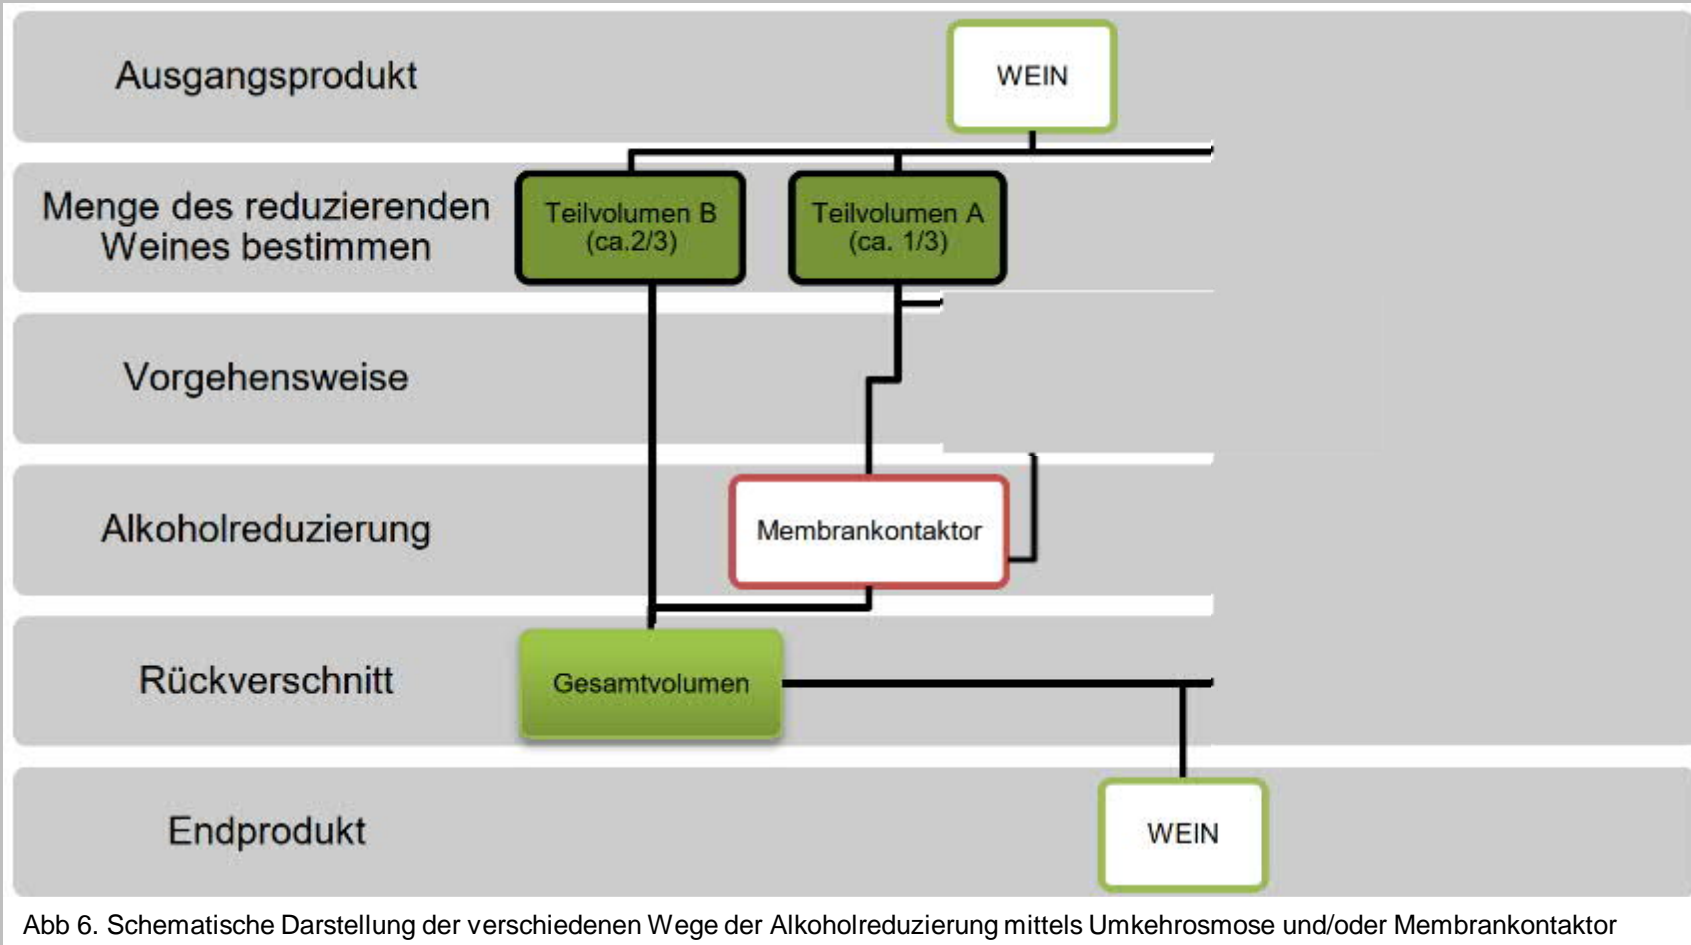 Ausgangsprodukt
WEIN
Menge des reduzierenden
Weines bestimmen
Teilvolumen B
(ca.2/3)
Teilvolumen A
(ca. 1/3)
Vorgehensweise
Alkoholreduzierung
Membrankontaktor
Rückverschnitt
Gesamtvolumen
Endprodukt
WEIN
Abb 6. Schematische Darstellung der verschiedenen Wege der Alkoholreduzierung mittels Umkehrosmose und/oder Membrankontaktor